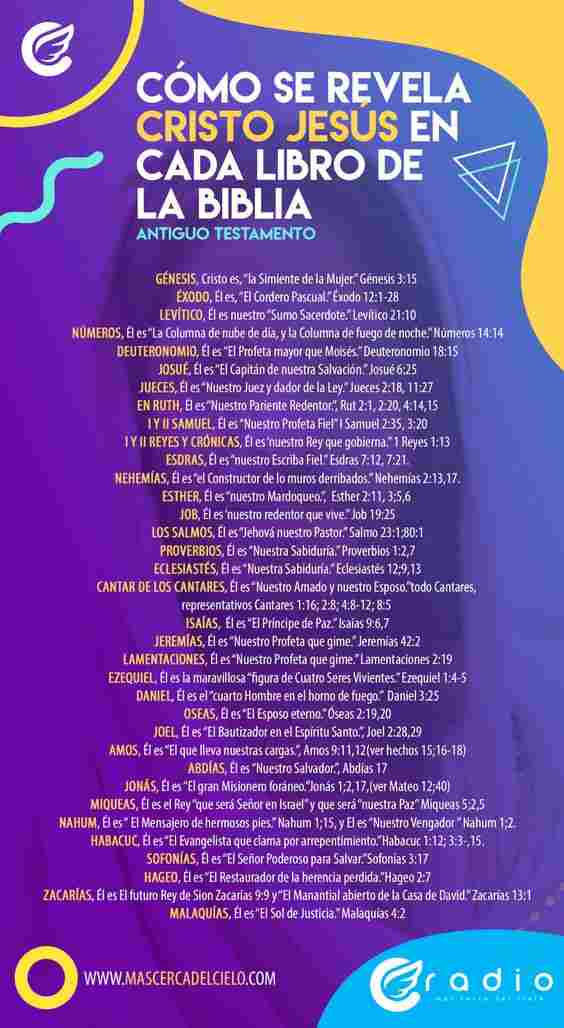 CÓMO SE REVELA
CRISTO JESÚS EN
CADA LIBRO DE
LA BIBLIA
ANTIGUO TESTAMENTO
GÉNESIS, Cristo es, “la Simiente de la Mujer.” Génesis 3:15
ÉXODO, Él es, “El Cordero Pascual.” Éxodo 12:1-28
LEVÍTICO, Él es nuestro “Sumo Sacerdote.” Levítico 21:10
NÚMEROS, Él es “La Columna de nube de día, y la Columna de fuego de noche.” Números 14:14
DEUTERONOMIO, Él es “El Profeta mayor que Moisés.” Deuteronomio 18:15
JOSUÉ, Él es “El Capitán de nuestra Salvación.” Josué 6:25
JUECES, Él es “Nuestro Juez y dador de la Ley.” Jueces 2:18, 11:27
EN RUTH, Él es “Nuestro Pariente Redentor.”, Rut 2:1, 2:20, 4:14,15
I Y II SAMUEL, Él es “Nuestro Profeta Fiel” I Samuel 2:35, 3:20
I Y II REYES Y CRÓNICAS, Él es ‘nuestro Rey que gobierna.” 1 Reyes 1:13
ESDRAS, Él es “nuestro Escriba Fiel.” Esdras 7:12, 7:21.
NEHEMÍAS, Él es “el Constructor de lo muros derribados.” Nehemías 2:13,17.
ESTHER, Él es “nuestro Mardoqueo.”, Esther 2:11, 3;5,6
JOB, Él es ‘nuestro redentor que vive.” Job 19:25
LOS SALMOS, Él es “Jehová nuestro Pastor.” Salmo 23:1;80:1
PROVERBIOS, Él es “Nuestra Sabiduría.” Proverbios 1:2,7
ECLESIASTÉS, Él es “Nuestra Sabiduría.” Eclesiastés 12;9,13
CANTAR DE LOS CANTARES, Él es “Nuestro Amado y nuestro Esposo.”todo Cantares,
representativos Cantares 1:16; 2:8; 4:8-12; 8:5
ISAÍAS, Él es “El Príncipe de Paz.” Isaías 9:6,7
JEREMÍAS, Él es “Nuestro Profeta que gime.” Jeremías 42:2
LAMENTACIONES, Él es “Nuestro Profeta que gime.” Lamentaciones 2:19
EZEQUIEL, Él es la maravillosa “figura de Cuatro Seres Vivientes.” Ezequiel 1:4-5
DANIEL, Él es el “cuarto Hombre en el horno de fuego.” Daniel 3:25
OSEAS, Él es “El Esposo eterno.” Óseas 2:19,20
JOEL, Él es “El Bautizador en el Espíritu Santo.”, Joel 2:28,29
AMOS, Él es “El que lleva nuestras cargas.”, Amos 9:11,12(ver hechos 15;16-18)
ABDÍAS, Él es “Nuestro Salvador.”, Abdías 17
JONÁS, Él es “El gran Misionero foráneo.”Jonás 1;2,17,(ver Mateo 12;40)
MIQUEAS, Él es el Rey “que será Señor en Israel” y que será “nuestra Paz” Miqueas 5;2,5
NAHUM, Él es “ El Mensajero de hermosos pies.” Nahum 1;15, y El es “Nuestro Vengador ” Nahum 1;2.
HABACUC, Él es “El Evangelista que clama por arrepentimiento.”Habacuc 1:12; 3:3-,15.
SOFONÍAS, Él es “El Señor Poderoso para Salvar.”Sofonías 3:17
HAGEO, Él es “El Restaurador de la herencia perdida.”Hageo 2:7
ZACARÍAS, Él es El futuro Rey de Sion Zacarías 9:9 y “El Manantial abierto de la Casa de David.” Zacarías 13:1
MALAQUÍAS, Él es “El Sol de Justicia.” Malaquías 4:2
WWW.MASCERCADELCIELO.COM
radio
mas cerca del cielo